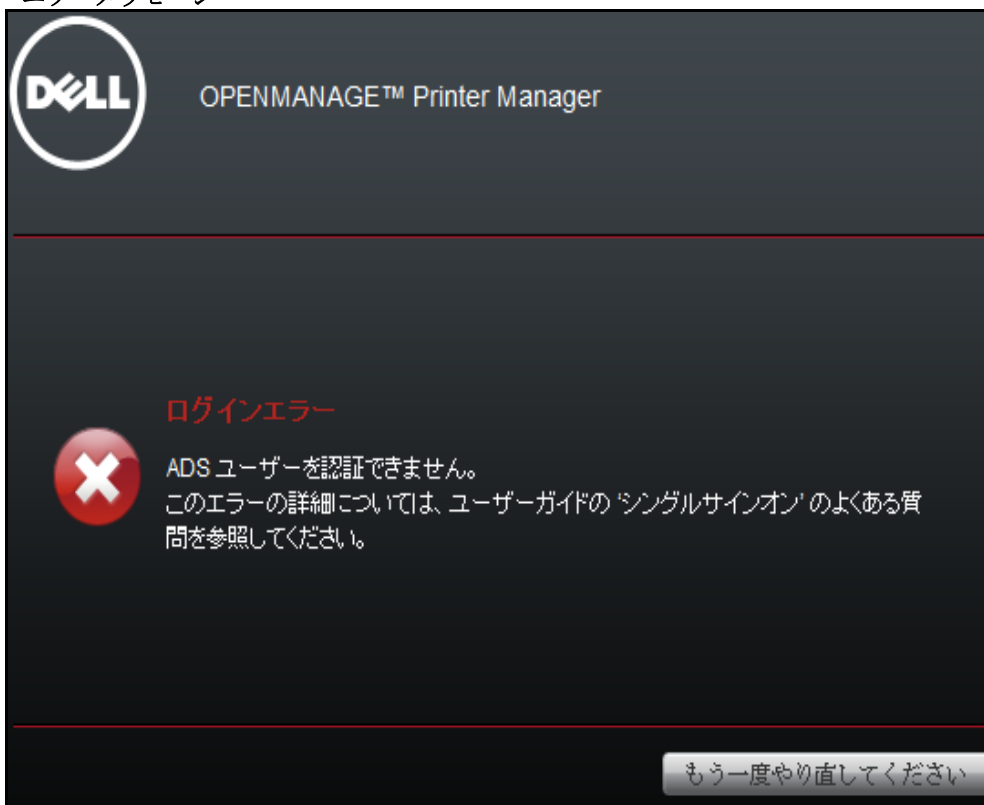 DELL
OPENMANAGE™ Printer Manager
ログインエラー
ADS ユーザーを認証できません。
このエラーの詳細については、ユーザーガイドの 'シングルサインオン' のよくある質
問を参照してください。
もう一度やり直してください